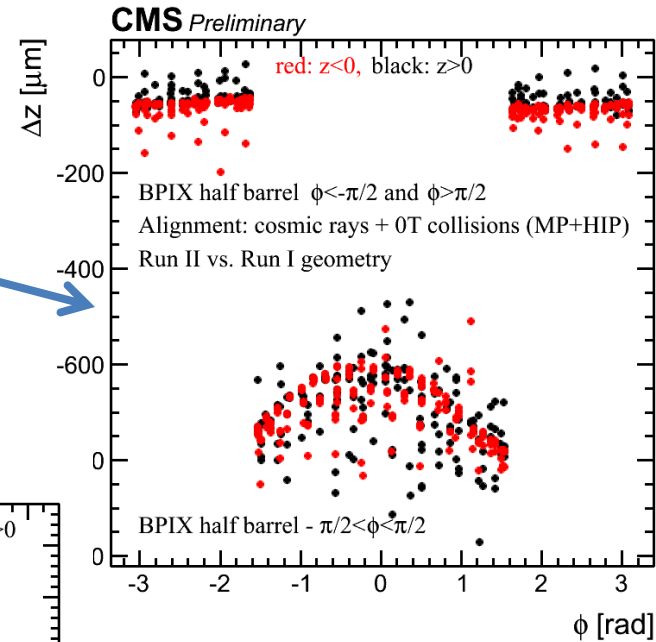 CMS Preliminary
Δz [μm]
red: z<0, black: z>0
0
-200
BPIX half barrel ϕ<-π/2 and ϕ>π/2
Alignment: cosmic rays + 0T collisions (MP+HIP)
Run II vs. Run I geometry
-400
-600
0
BPIX half barrel - π/2<ϕ<π/2
>0
0
-3 -2 -1 0 1 2 3
ϕ [rad]